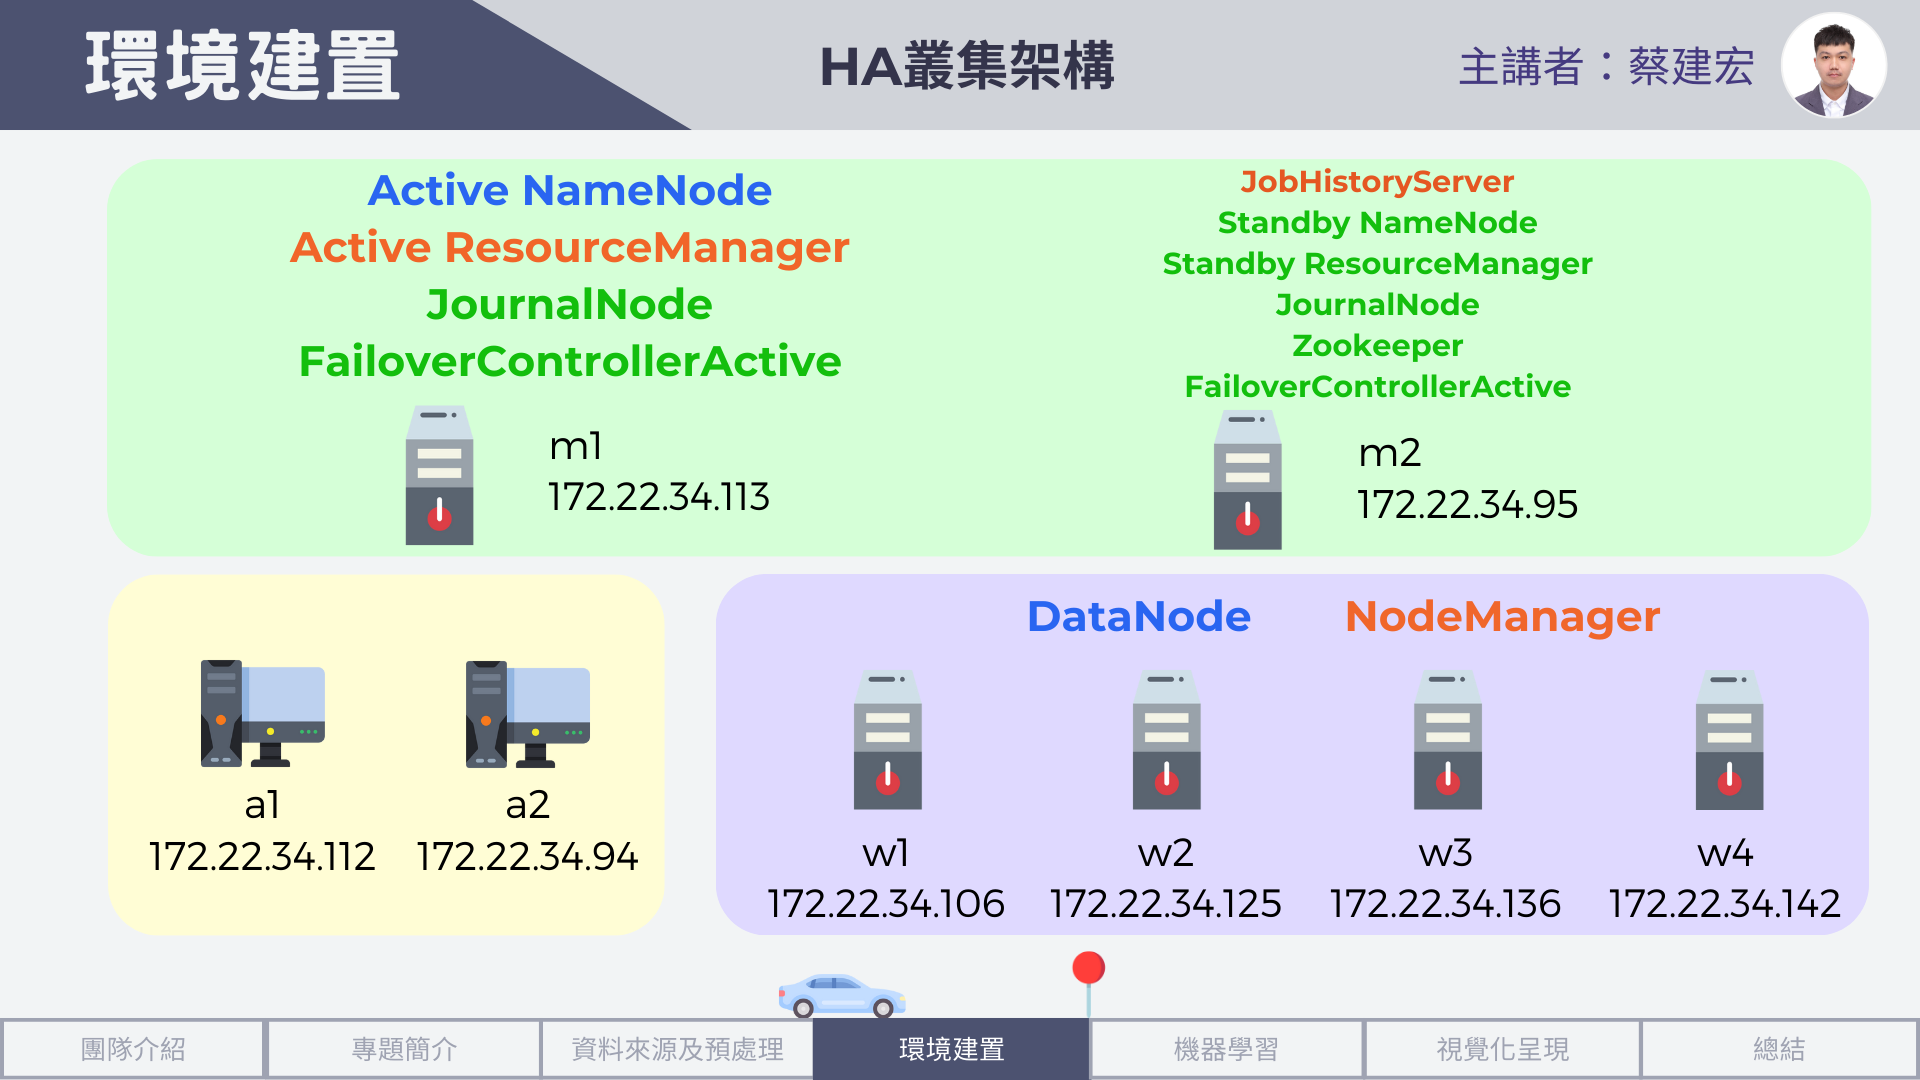 環境建置
HA叢集架構
主講者：蔡建宏
Active NameNode
Active ResourceManager
JournalNode
FailoverControllerActive
m1
172.22.34.113
JobHistoryServer
Standby NameNode
Standby ResourceManager
JournalNode
Zookeeper
FailoverControllerActive
m2
172.22.34.95
a1
172.22.34.112
a2
172.22.34.94
DataNode
NodeManager
w1
172.22.34.106
w2
172.22.34.125
w3
172.22.34.136
w4
172.22.34.142
團隊介紹
專題簡介
資料來源及預處理
環境建置
機器學習
視覺化呈現
總結